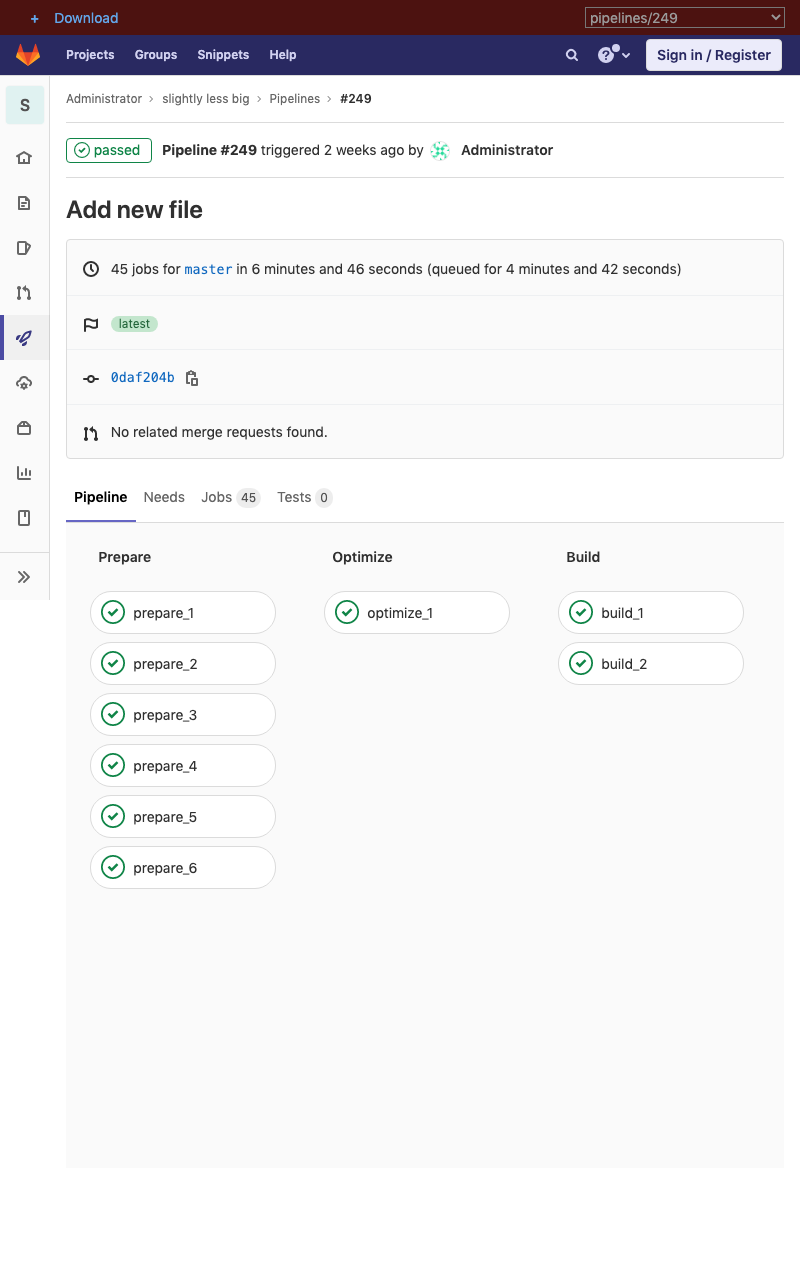 + Download
pipelines/249
Projects Groups Snippets Help
? Sign in / Register
S
Administrator › slightly less big › Pipelines › #249
passed Pipeline #249 triggered 2 weeks ago by Administrator
Add new file
45 jobs for master in 6 minutes and 46 seconds (queued for 4 minutes and 42 seconds)
latest
0daf204b
No related merge requests found.
Pipeline Needs Jobs 45 Tests 0
Prepare Optimize Build
prepare_1 optimize_1 build_1
prepare_2 build_2
prepare_3
prepare_4
prepare_5
prepare_6